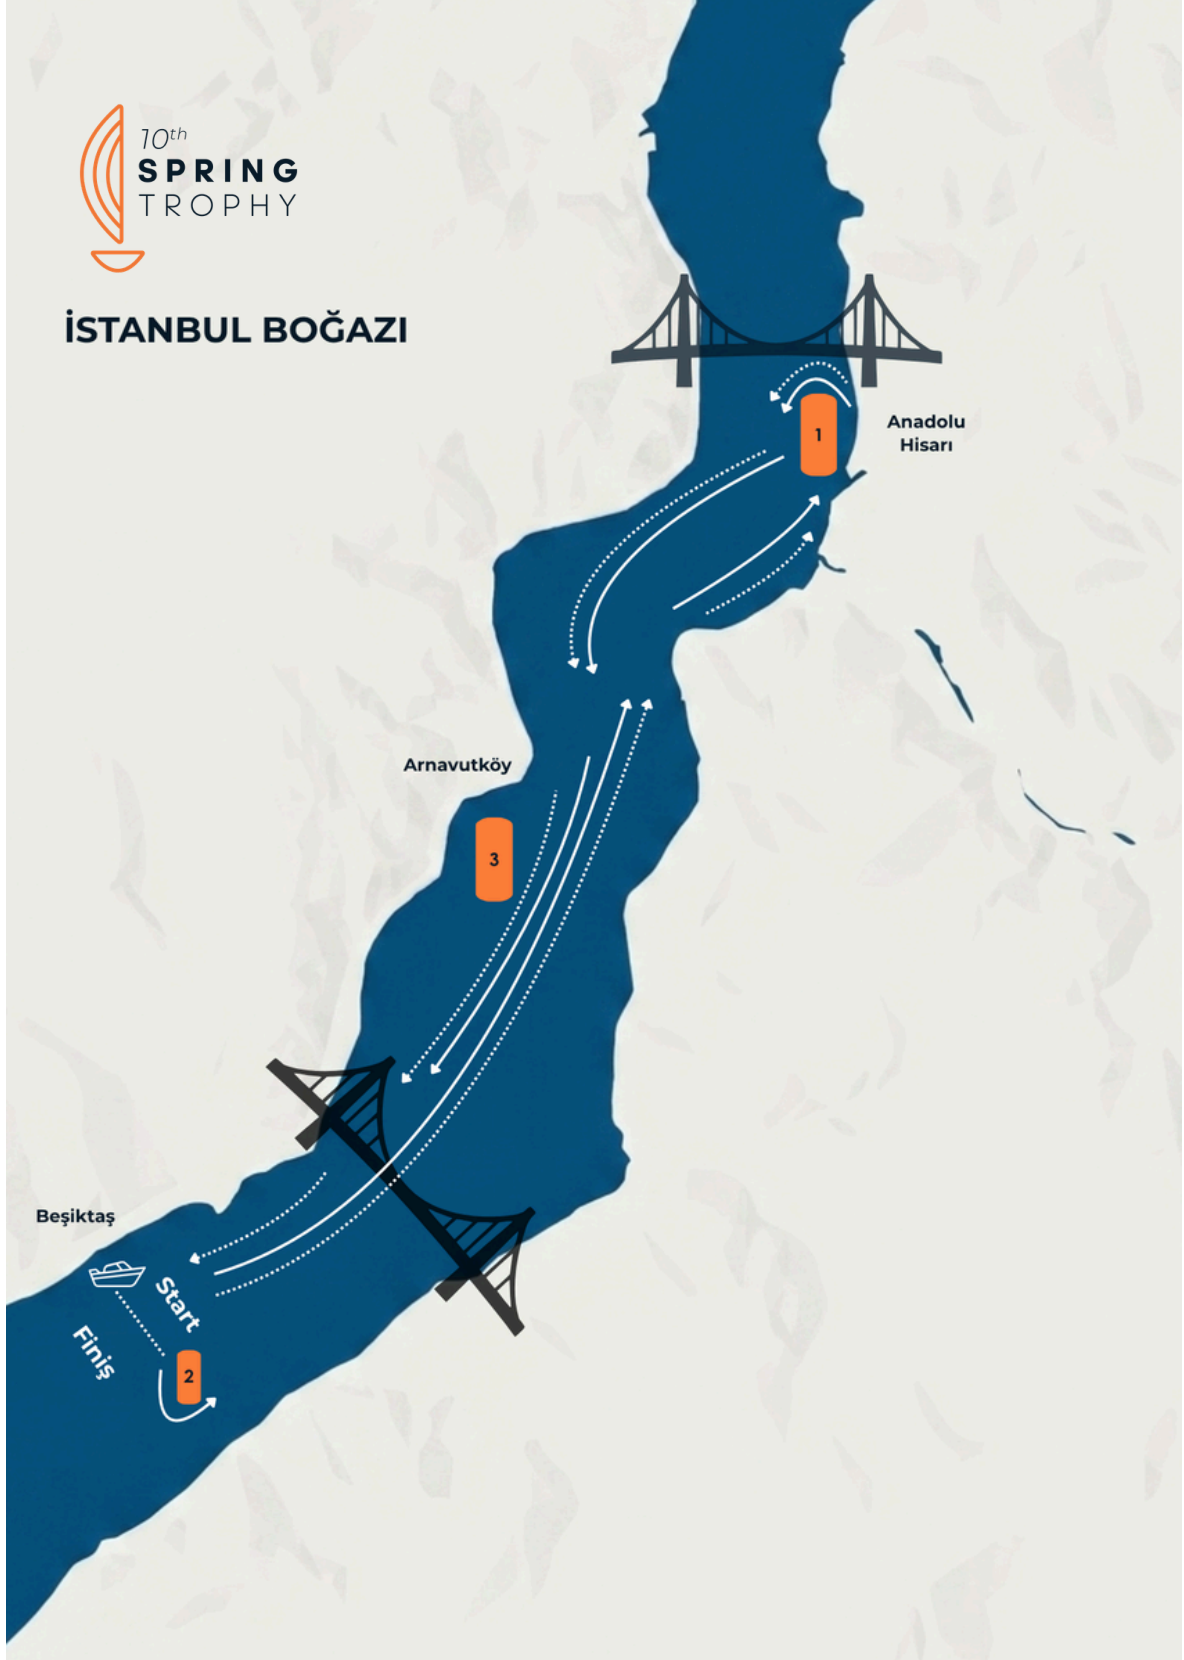 10th
SPRING
TROPHY
İSTANBUL BOĞAZI
Anadolu
Hisarı
1
Arnavutköy
3
Beşiktaş
Start
Finiş
2